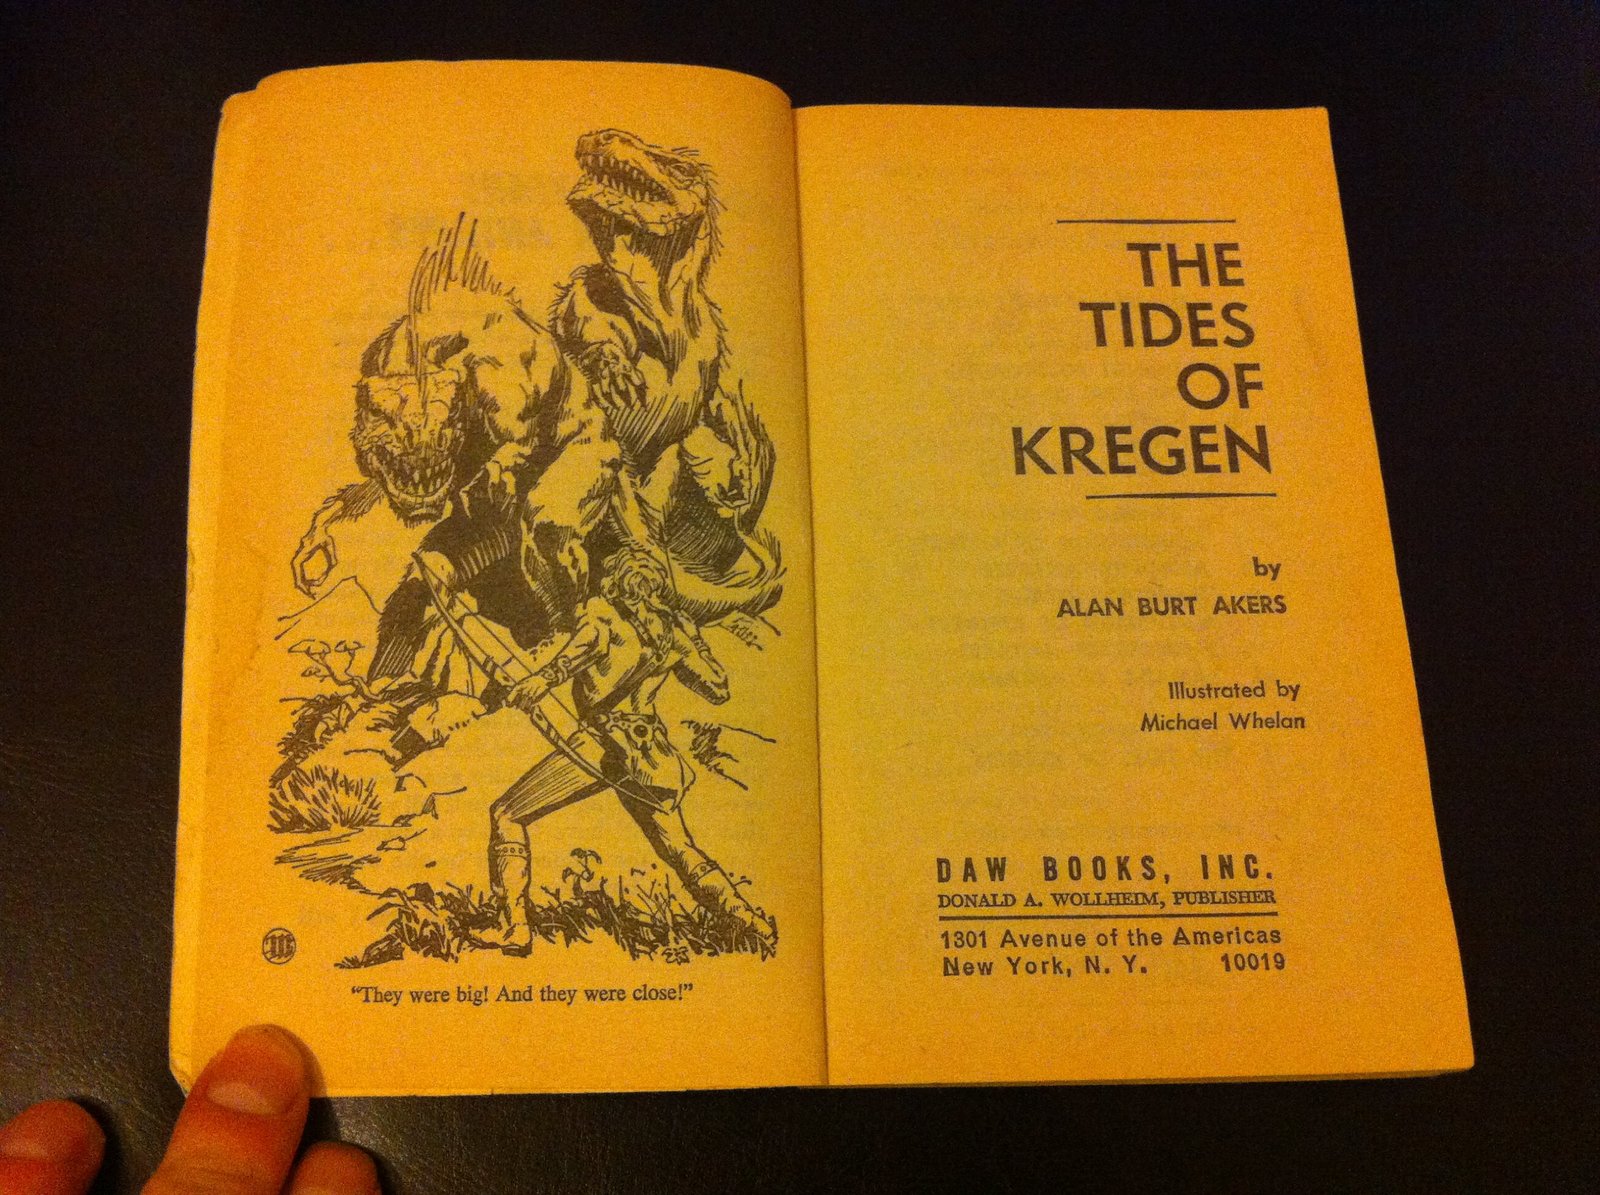 "They were big! And they were close!"
THE
TIDES
OF
KREGEN
by
ALAN BURT AKERS
Illustrated by
Michael Whelan
DAW BOOKS, INC.
DONALD A. WOLLHEIM, PUBLISHER
1301 Avenue of the Americas
New York, N. Y. 10019